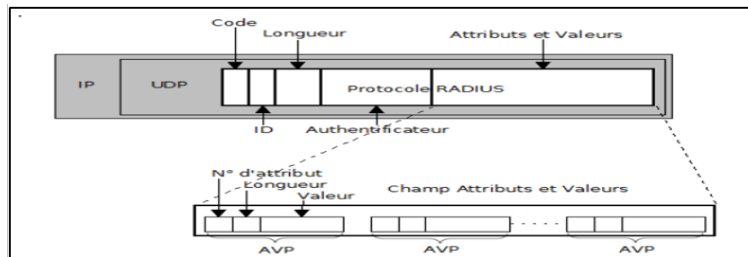 Code
Longueur
Attributs et Valeurs
IP
UDP
Protocole RADIUS
ID
Authentificateur
N° d'attribut
Longueur
Valeur
Champ Attributs et Valeurs
AVP
AVP
AVP